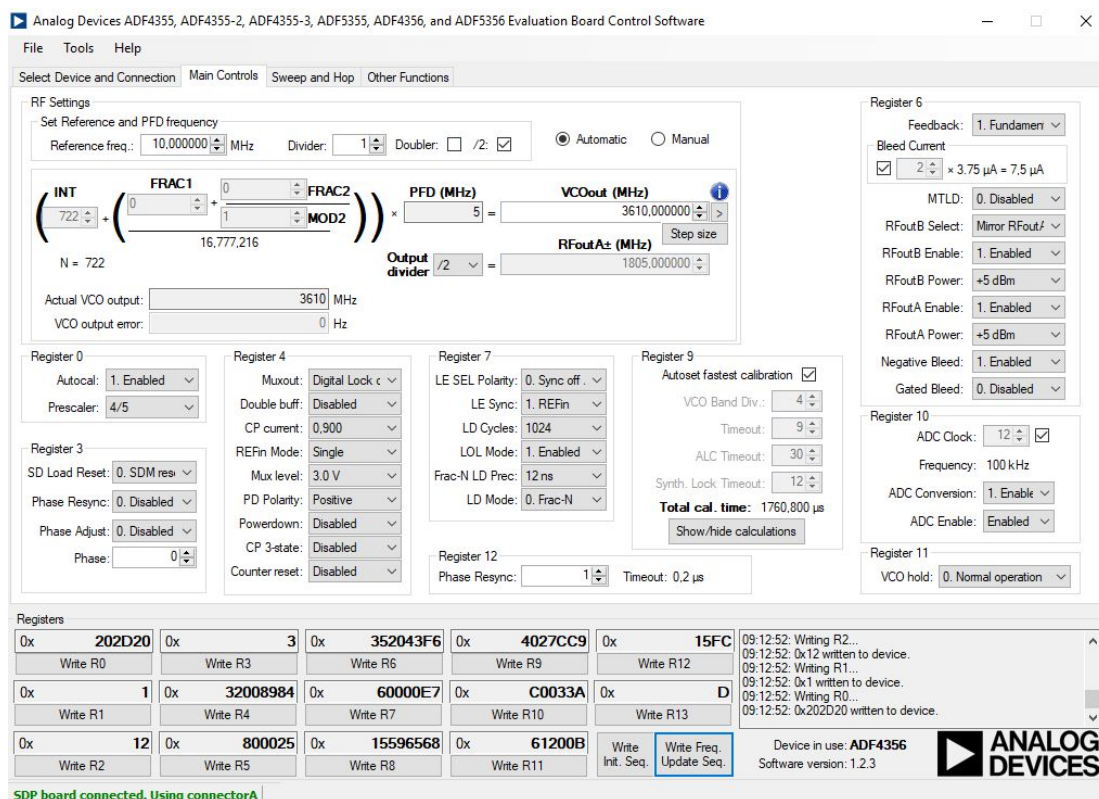 Analog Devices ADF4355, ADF4355-2, ADF4355-3, ADF5355, ADF4356, and ADF5356 Evaluation Board Control Software
File Tools Help
Select Device and Connection Main Controls Sweep and Hop Other Functions
RF Settings
Set Reference and PFD frequency
Reference freq.: 10,000000 MHz Divider: 1 Doubler: /2: Automatic Manual
INT FRAC1 FRAC2 MOD2 PFD (MHz) VCOout (MHz)
722 + ( 0 + 0 1 ) × 5 = 3610,000000 >
16,777,216
Step size
RFoutA± (MHz)
N = 722
Output divider /2 = 1805,000000
Actual VCO output: 3610 MHz
VCO output error: 0 Hz
Register 0
Autocal: 1. Enabled
Prescaler: 4/5
Register 3
SD Load Reset: 0. SDM res
Phase Resync: 0. Disabled
Phase Adjust: 0. Disabled
Phase: 0
Register 4
Muxout: Digital Lock
Double buff: Disabled
CP current: 0,900
REFin Mode: Single
Mux level: 3.0 V
PD Polarity: Positive
Powerdown: Disabled
CP 3-state: Disabled
Counter reset: Disabled
Register 7
LE SEL Polarity: 0. Sync off .
LE Sync: 1. REFin
LD Cycles: 1024
LOL Mode: 1. Enabled
Frac-N LD Prec: 12 ns
LD Mode: 0. Frac-N
Register 12
Phase Resync: 1 Timeout: 0,2 µs
Register 9
Autoset fastest calibration
VCO Band Div.: 4
Timeout: 9
ALC Timeout: 30
Synth. Lock Timeout: 12
Total cal. time: 1760,800 µs
Show/hide calculations
Register 6
Feedback: 1. Fundamen
Bleed Current
2 × 3.75 µA = 7,5 µA
MTLD: 0. Disabled
RFoutB Select: Mirror RFoutA
RFoutB Enable: 1. Enabled
RFoutB Power: +5 dBm
RFoutA Enable: 1. Enabled
RFoutA Power: +5 dBm
Negative Bleed: 1. Enabled
Gated Bleed: 0. Disabled
Register 10
ADC Clock: 12
Frequency: 100 kHz
ADC Conversion: 1. Enable
ADC Enable: Enabled
Register 11
VCO hold: 0. Normal operation
Registers
0x 202D20 0x 3 0x 352043F6 0x 4027CC9 0x 15FC
Write R0 Write R3 Write R6 Write R9 Write R12
0x 1 0x 32008984 0x 60000E7 0x C0033A 0x D
Write R1 Write R4 Write R7 Write R10 Write R13
0x 12 0x 800025 0x 15596568 0x 61200B
Write R2 Write R5 Write R8 Write R11
Write Init. Seq.
Write Freq. Update Seq.
09:12:52: Writing R2...
09:12:52: 0x12 written to device.
09:12:52: Writing R1...
09:12:52: 0x1 written to device.
09:12:52: Writing R0...
09:12:52: 0x202D20 written to device.
Device in use: ADF4356
Software version: 1.2.3
ANALOG
DEVICES
SDP board connected. Using connectorA